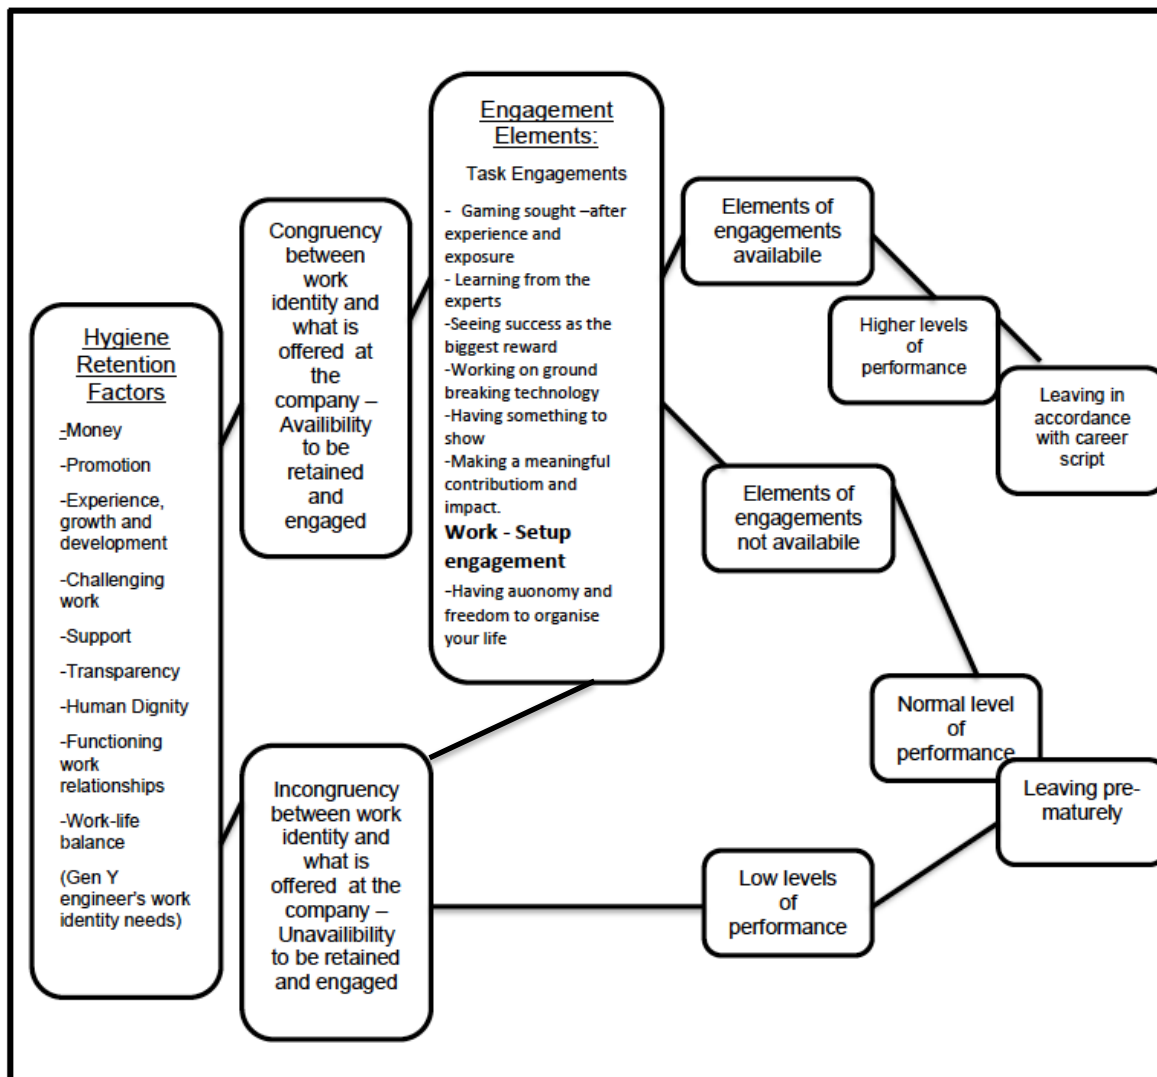 Hygiene
Retention
Factors
-Money
-Promotion
-Experience,
growth and
development
-Challenging
work
-Support
-Transparency
-Human Dignity
-Functioning
work
relationships
-Work-life
balance
(Gen Y
engineer's work
identity needs)
Congruency
between
work
identity and
what is
offered at
the
company –
Availibility
to be
retained
and
engaged
Incongruency
between work
identity and
what is
offered at the
company –
Unavailibility
to be retained
and engaged
Engagement
Elements:
Task Engagements
- Gaming sought –after
experience and
exposure
- Learning from the
experts
-Seeing success as the
biggest reward
-Working on ground
breaking technology
-Having something to
show
-Making a meaningful
contributiom and
impact.
Work - Setup
engagement
-Having auonomy and
freedom to organise
your life
Elements of
engagements
availabile
Higher levels
of
performance
Leaving in
accordance
with career
script
Elements of
engagements
not availabile
Normal level
of
performance
Leaving pre-
maturely
Low levels
of
performance